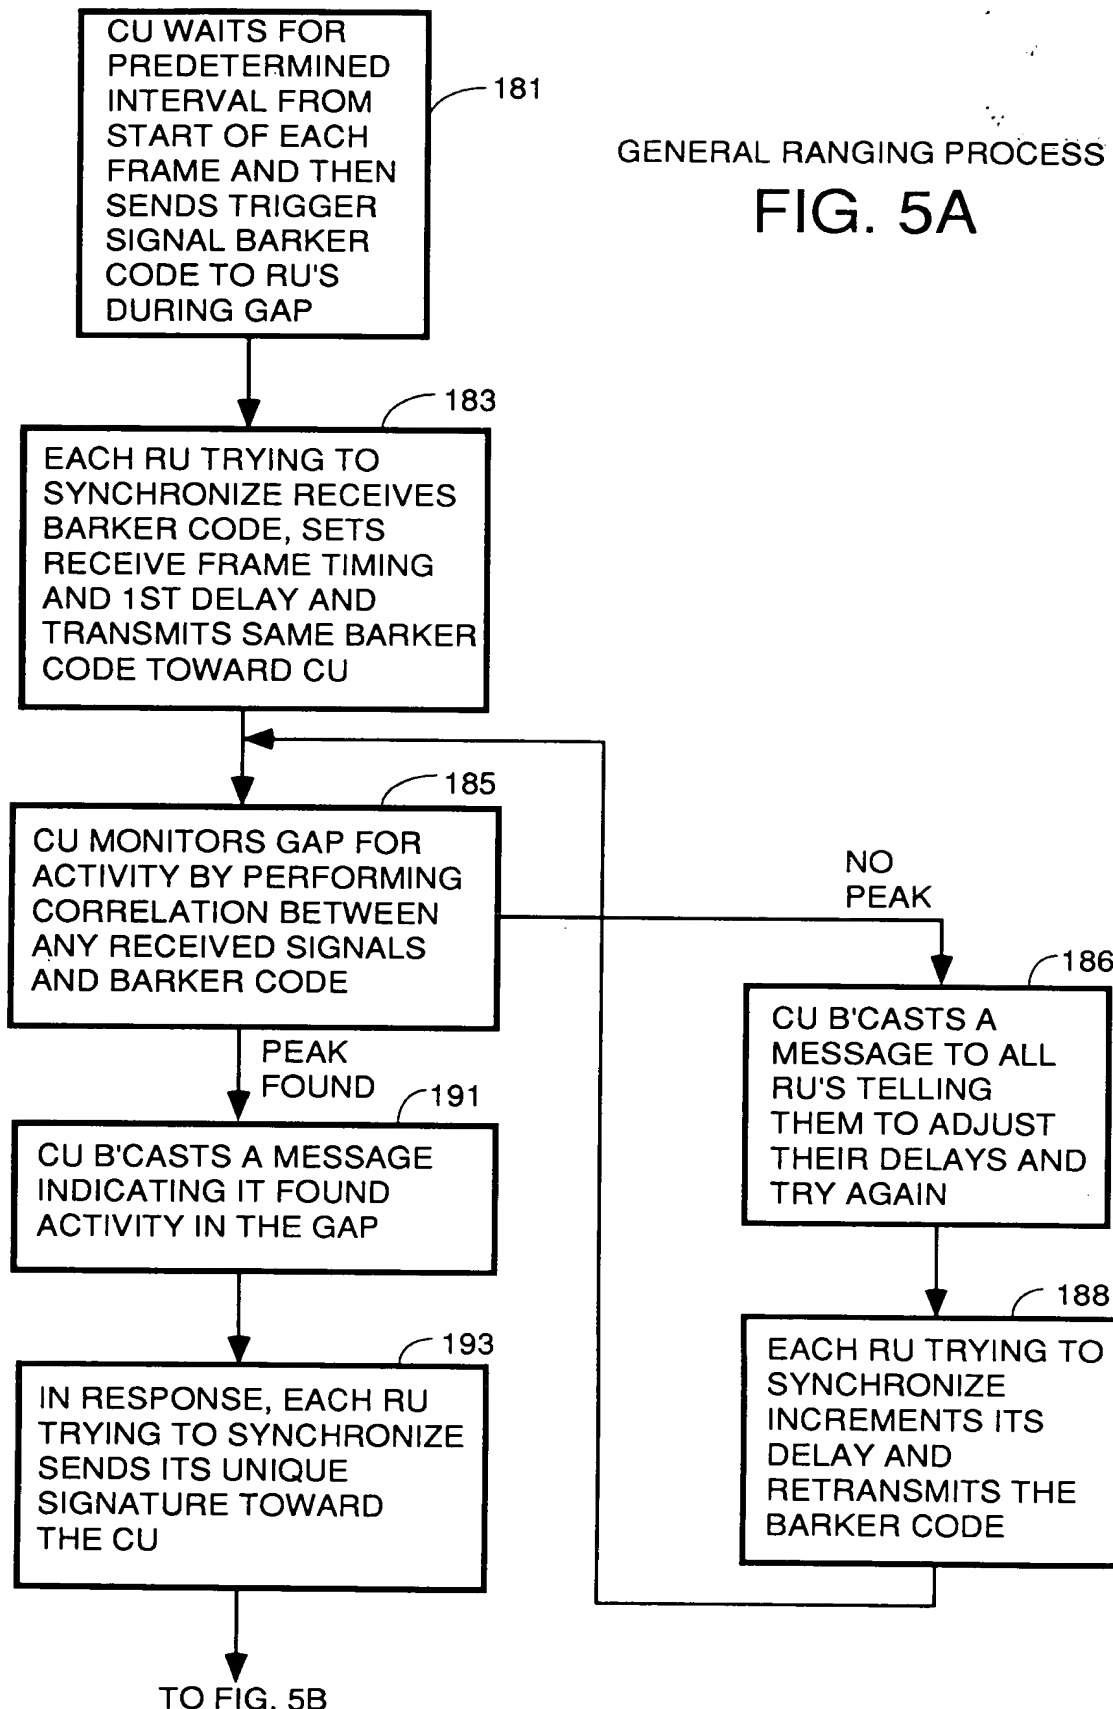 CU WAITS FOR
PREDETERMINED
INTERVAL FROM
START OF EACH
FRAME AND THEN
SENDS TRIGGER
SIGNAL BARKER
CODE TO RU'S
DURING GAP
181
GENERAL RANGING PROCESS
FIG. 5A
183
EACH RU TRYING TO
SYNCHRONIZE RECEIVES
BARKER CODE, SETS
RECEIVE FRAME TIMING
AND 1ST DELAY AND
TRANSMITS SAME BARKER
CODE TOWARD CU
185
CU MONITORS GAP FOR
ACTIVITY BY PERFORMING
CORRELATION BETWEEN
ANY RECEIVED SIGNALS
AND BARKER CODE
NO
PEAK
186
CU B'CASTS A
MESSAGE TO ALL
RU'S TELLING
THEM TO ADJUST
THEIR DELAYS AND
TRY AGAIN
PEAK
FOUND
191
CU B'CASTS A MESSAGE
INDICATING IT FOUND
ACTIVITY IN THE GAP
188
EACH RU TRYING TO
SYNCHRONIZE
INCREMENTS ITS
DELAY AND
RETRANSMITS THE
BARKER CODE
193
IN RESPONSE, EACH RU
TRYING TO SYNCHRONIZE
SENDS ITS UNIQUE
SIGNATURE TOWARD
THE CU
TO FIG. 5B